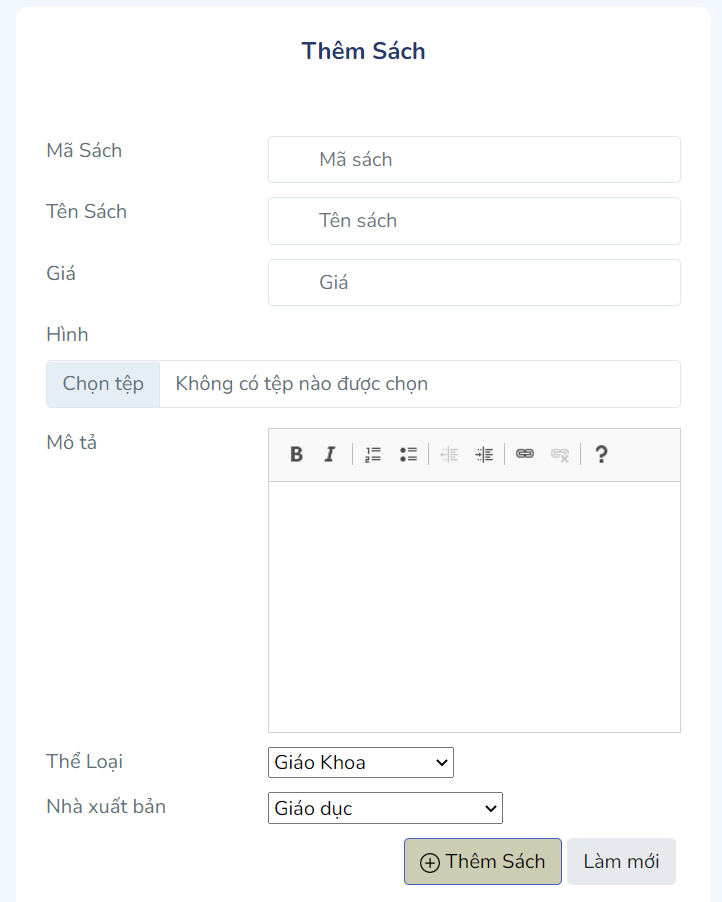 Thêm Sách
Mã Sách
Mã sách
Tên Sách
Tên sách
Giá
Giá
Hình
Chọn tệp Không có tệp nào được chọn
Mô tả
B I ?
Thể Loại
Giáo Khoa
Nhà xuất bản
Giáo dục
Thêm Sách Làm mới